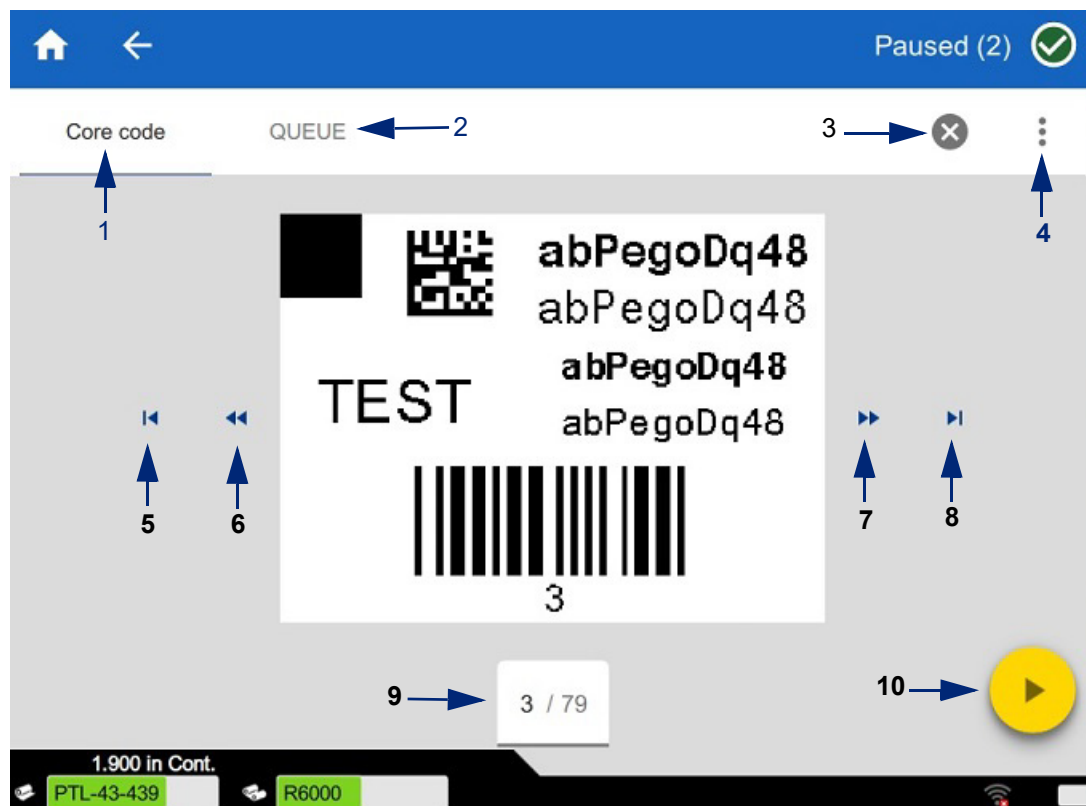 Paused (2)
Core code
QUEUE
2
3
1
4
abPegoDq48
abPegoDq48
abPegoDq48
TEST
abPegoDq48
5
6
7
8
3
9
3 / 79
10
1.900 in Cont.
PTL-43-439
R6000